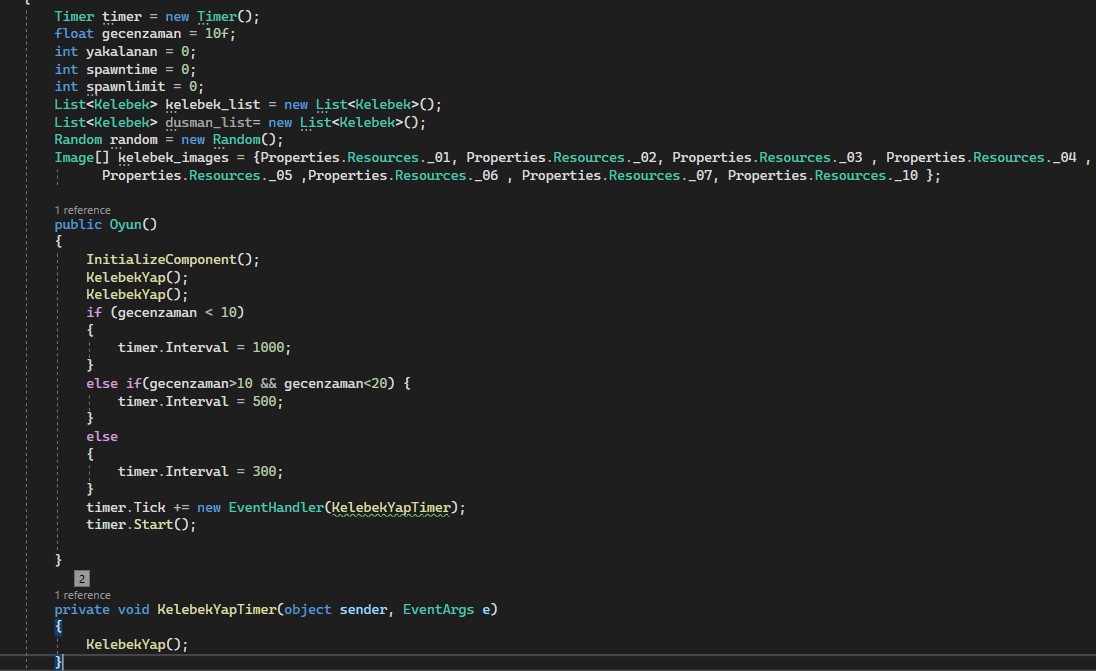 {
Timer timer = new Timer();
float gecenzaman = 10f;
int yakalanan = 0;
int spawntime = 0;
int spawnlimit = 0;
List<Kelebek> kelebek_list = new List<Kelebek>();
List<Kelebek> dusman_list= new List<Kelebek>();
Random random = new Random();
Image[] kelebek_images = {Properties.Resources._01, Properties.Resources._02, Properties.Resources._03 , Properties.Resources._04 ,
Properties.Resources._05 ,Properties.Resources._06 , Properties.Resources._07, Properties.Resources._10 };
1 reference
public Oyun()
{
InitializeComponent();
KelebekYap();
KelebekYap();
if (gecenzaman < 10)
{
timer.Interval = 1000;
}
else if(gecenzaman>10 && gecenzaman<20) {
timer.Interval = 500;
}
else
{
timer.Interval = 300;
}
timer.Tick += new EventHandler(KelebekYapTimer);
timer.Start();
}
2
1 reference
private void KelebekYapTimer(object sender, EventArgs e)
{
KelebekYap();
}